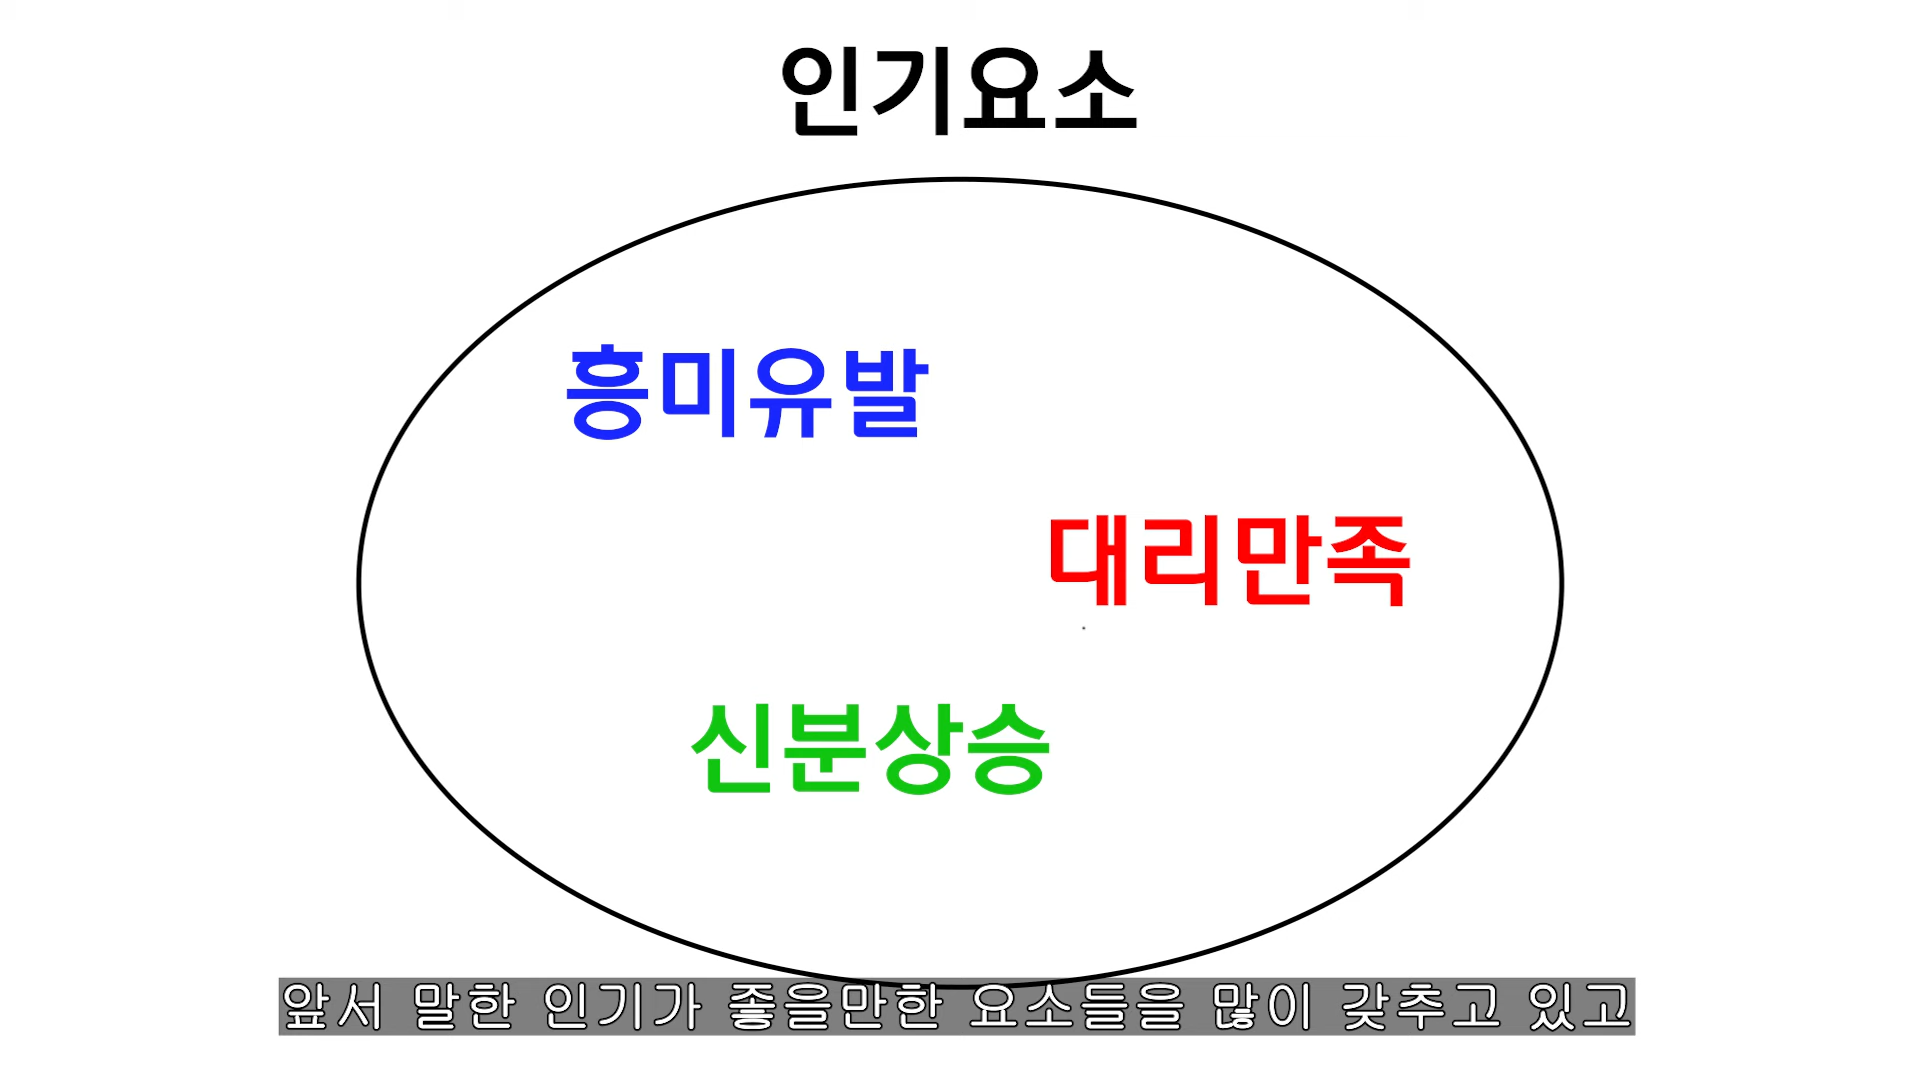 인기요소
흥미유발
대리만족
신분상승
앞서 말한 인기가 좋을만한 요소들을 많이 갖추고 있고